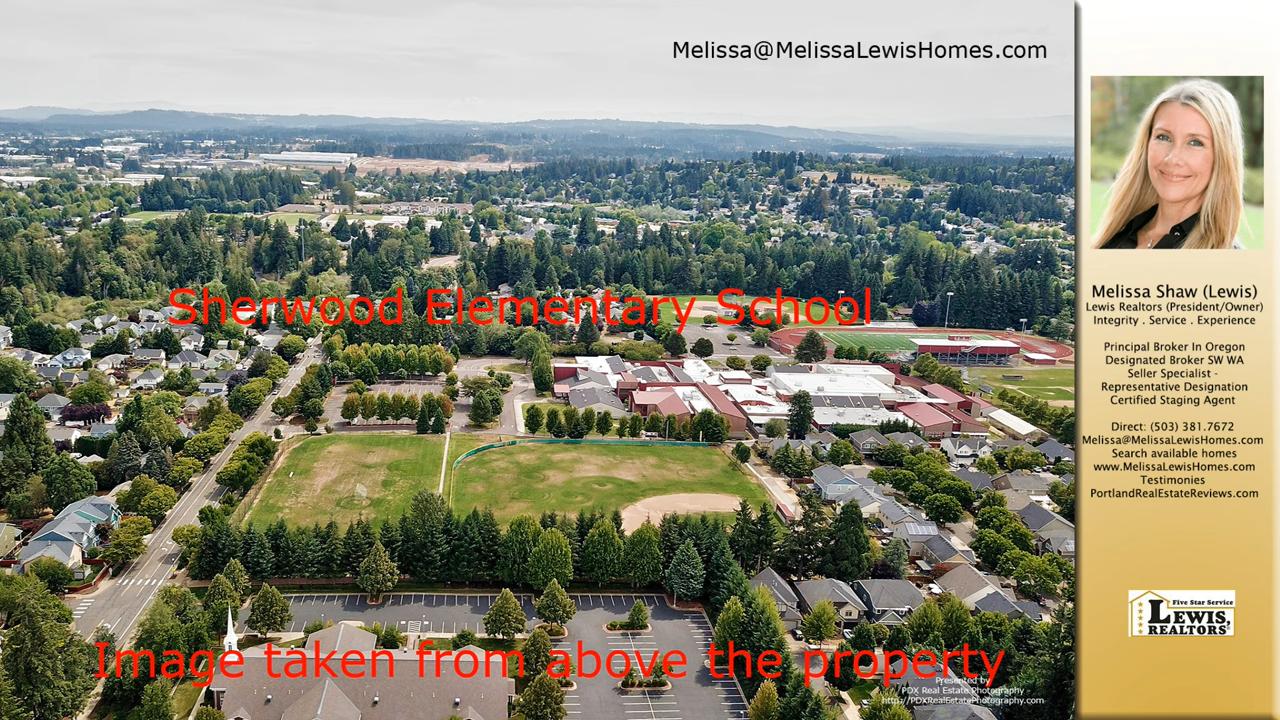 Melissa@MelissaLewisHomes.com
Sherwood Elementary School
Image taken from above the property
Presented by
PDX Real Estate Photography
http://PDXRealEstatePhotography.com
Melissa Shaw (Lewis)
Lewis Realtors (President/Owner)
Integrity . Service . Experience
Principal Broker In Oregon
Designated Broker SW WA
Seller Specialist -
Representative Designation
Certified Staging Agent
Direct: (503) 381.7672
Melissa@MelissaLewisHomes.com
Search available homes
www.MelissaLewisHomes.com
Testimonies
PortlandRealEstateReviews.com
Five Star Service
LEWIS,
REALTORS